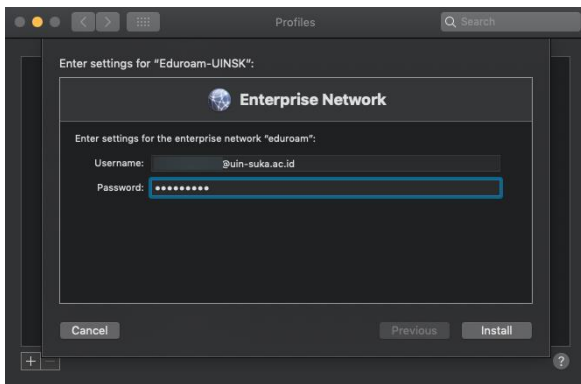 Profiles
Search
Enter settings for “Eduroam-UINSK”:
Enterprise Network
Enter settings for the enterprise network “eduroam”:
Username: @uin-suka.ac.id
Password: •••••••••
Cancel Previous Install
+ − ?